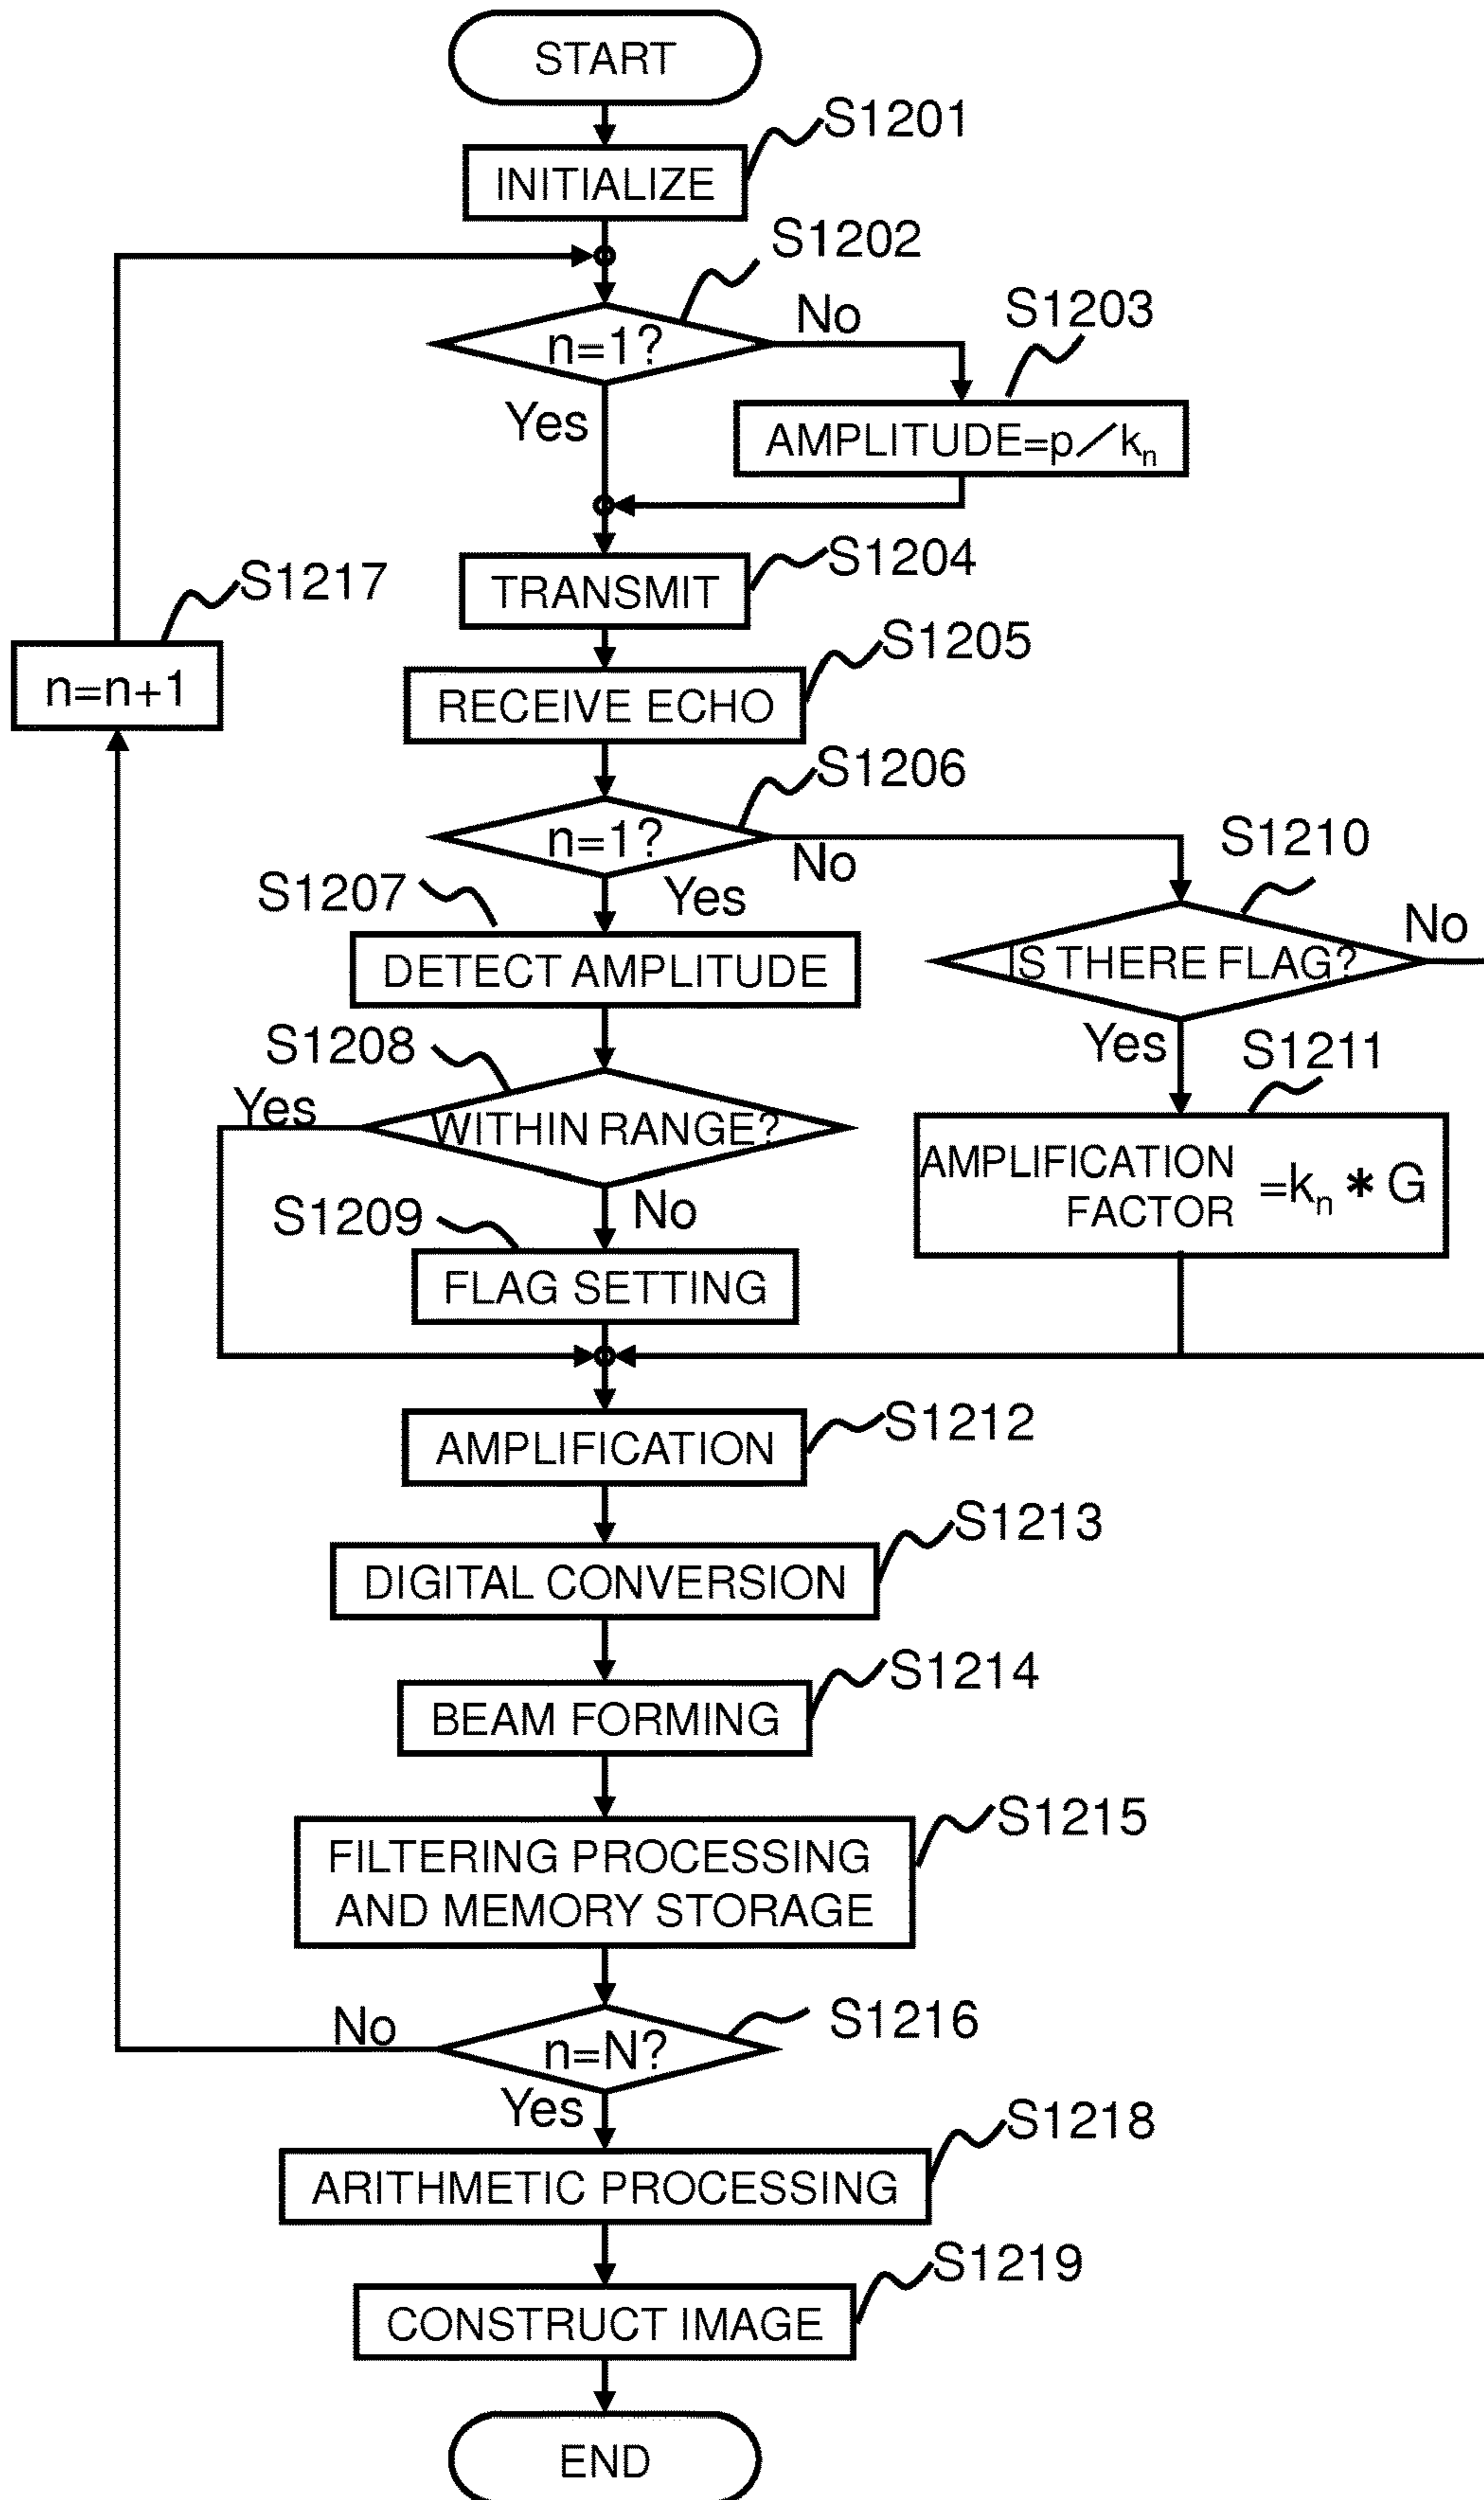 START
S1201
INITIALIZE
S1202
n=1?
No
S1203
Yes
AMPLITUDE=p/kn
S1204
TRANSMIT
S1217
n=n+1
S1205
RECEIVE ECHO
S1206
n=1?
No
S1210
S1207
Yes
No
IS THERE FLAG?
DETECT AMPLITUDE
S1208
Yes
S1211
Yes
WITHIN RANGE?
AMPLIFICATION
FACTOR
=kn*G
S1209
No
FLAG SETTING
S1212
AMPLIFICATION
S1213
DIGITAL CONVERSION
S1214
BEAM FORMING
S1215
FILTERING PROCESSING
AND MEMORY STORAGE
S1216
No
n=N?
Yes
S1218
ARITHMETIC PROCESSING
S1219
CONSTRUCT IMAGE
END